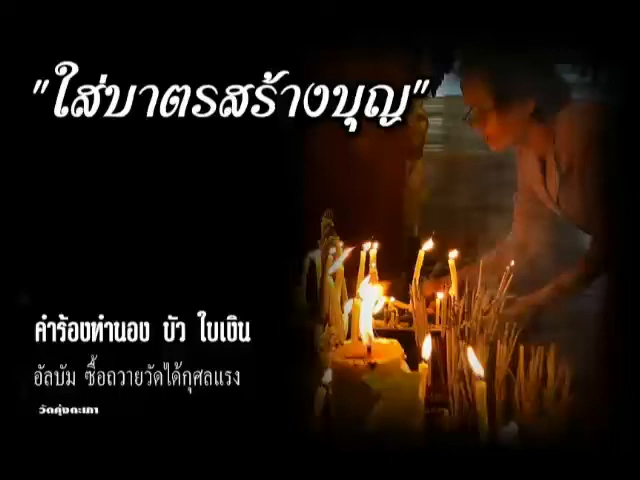 "ใส่บาตรสร้างบุญ"
คำร้องทำนอง บัว ใบเงิน
อัลบัม ซื้อถวายวัดได้กุศลแรง
วัดคุ้งตะเภา